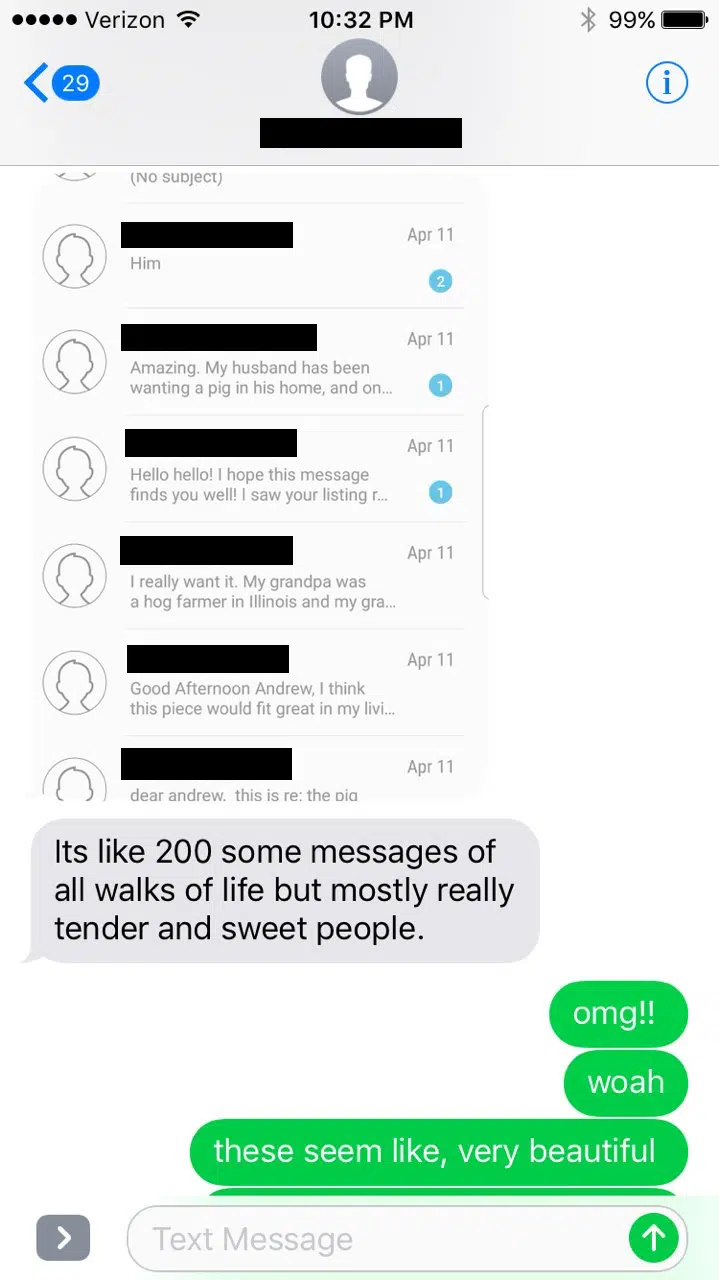 Verizon 10:32 PM 99%
29
(No subject)
Apr 11
Him
2
Apr 11
Amazing. My husband has been
wanting a pig in his home, and on...
1
Apr 11
Hello hello! I hope this message
finds you well! I saw your listing r...
1
Apr 11
I really want it. My grandpa was
a hog farmer in Illinois and my gra...
Apr 11
Good Afternoon Andrew, I think
this piece would fit great in my livi...
Apr 11
dear andrew, this is re: the pig
Its like 200 some messages of
all walks of life but mostly really
tender and sweet people.
omg!!
woah
these seem like, very beautiful
Text Message